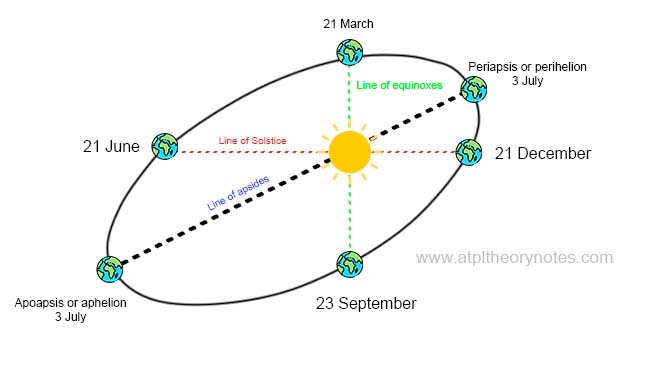 21 March
Periapsis or perihelion
3 July
Line of equinoxes
21 June
Line of Solstice
21 December
Line of apsides
www.atpltheorynotes.com
Apoapsis or aphelion
3 July
23 September